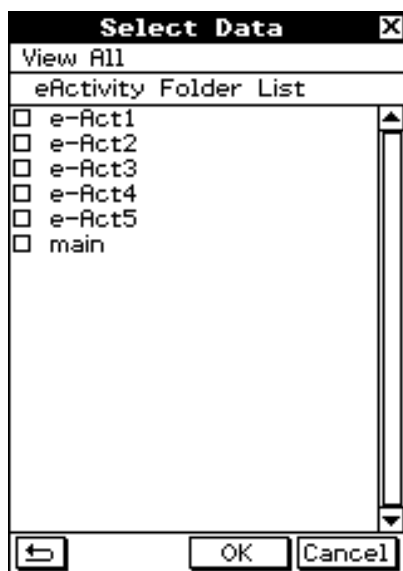 Select Data
View All
eActivity Folder List
e-Act1
e-Act2
e-Act3
e-Act4
e-Act5
main
OK Cancel